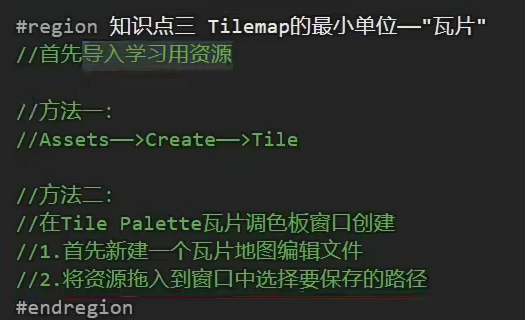 #region 知识点三 Tilemap的最小单位——"瓦片"
//首先导入学习用资源
//方法一:
//Assets——>Create——>Tile
//方法二:
//在Tile Palette瓦片调色板窗口创建
//1.首先新建一个瓦片地图编辑文件
//2.将资源拖入到窗口中选择要保存的路径
#endregion